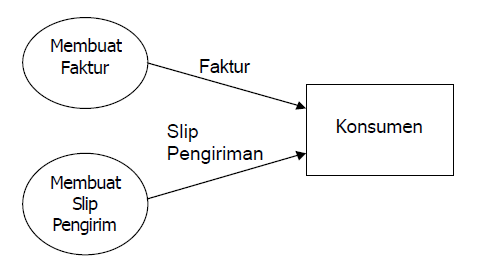 Membuat
Faktur
Faktur
Slip
Pengiriman
Konsumen
Membuat
Slip
Pengirim